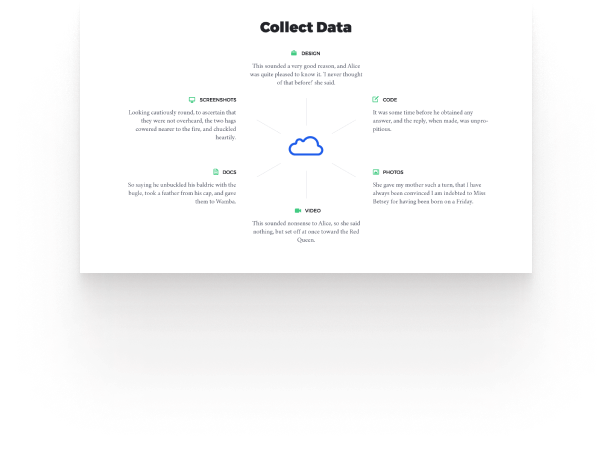 Collect Data
DESIGN
This sounded a very good reason, and Alice
was quite pleased to know it. 'I never thought
of that before!' she said.
SCREENSHOTS
Looking cautiously round, to ascertain that
they were not overheard, the two hags
cowered nearer to the fire, and chuckled
heartily.
CODE
It was some time before he obtained any
answer, and the reply, when made, was unpro-
pitious.
DOCS
So saying he unbuckled his baldric with the
bugle, took a feather from his cap, and gave
them to Wamba.
PHOTOS
She gave my mother such a turn, that I have
always been convinced I am indebted to Miss
Betsey for having been born on a Friday.
VIDEO
This sounded nonsense to Alice, so she said
nothing, but set off at once toward the Red
Queen.